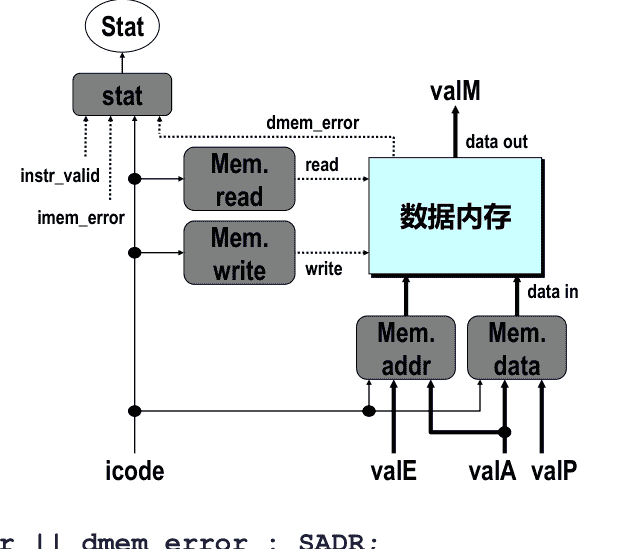 Stat
stat
valM
dmem_error
data out
instr_valid
Mem.
read
read
imem_error
数据内存
Mem.
write
write
data in
Mem.
addr
Mem.
data
icode
valE
valA
valP
r || dmem_error : SADR;